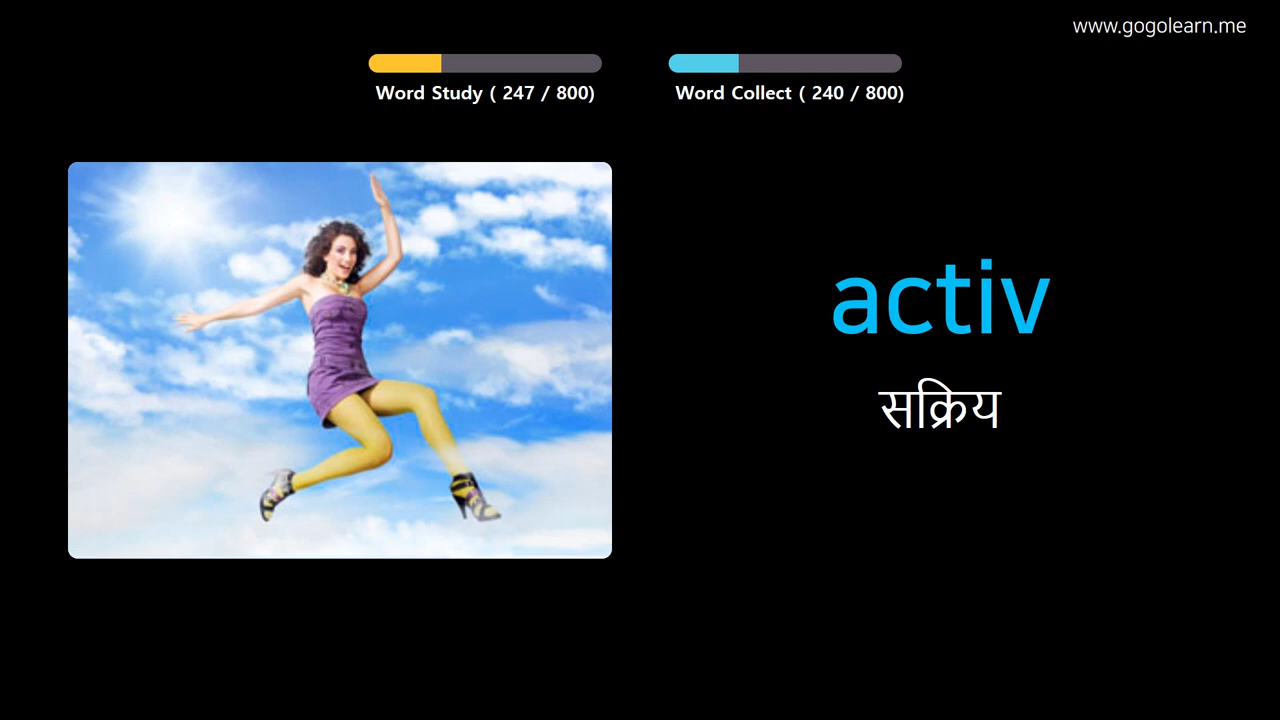 www.gogolearn.me
Word Study ( 247 / 800)
Word Collect ( 240 / 800)
activ
सक्रिय